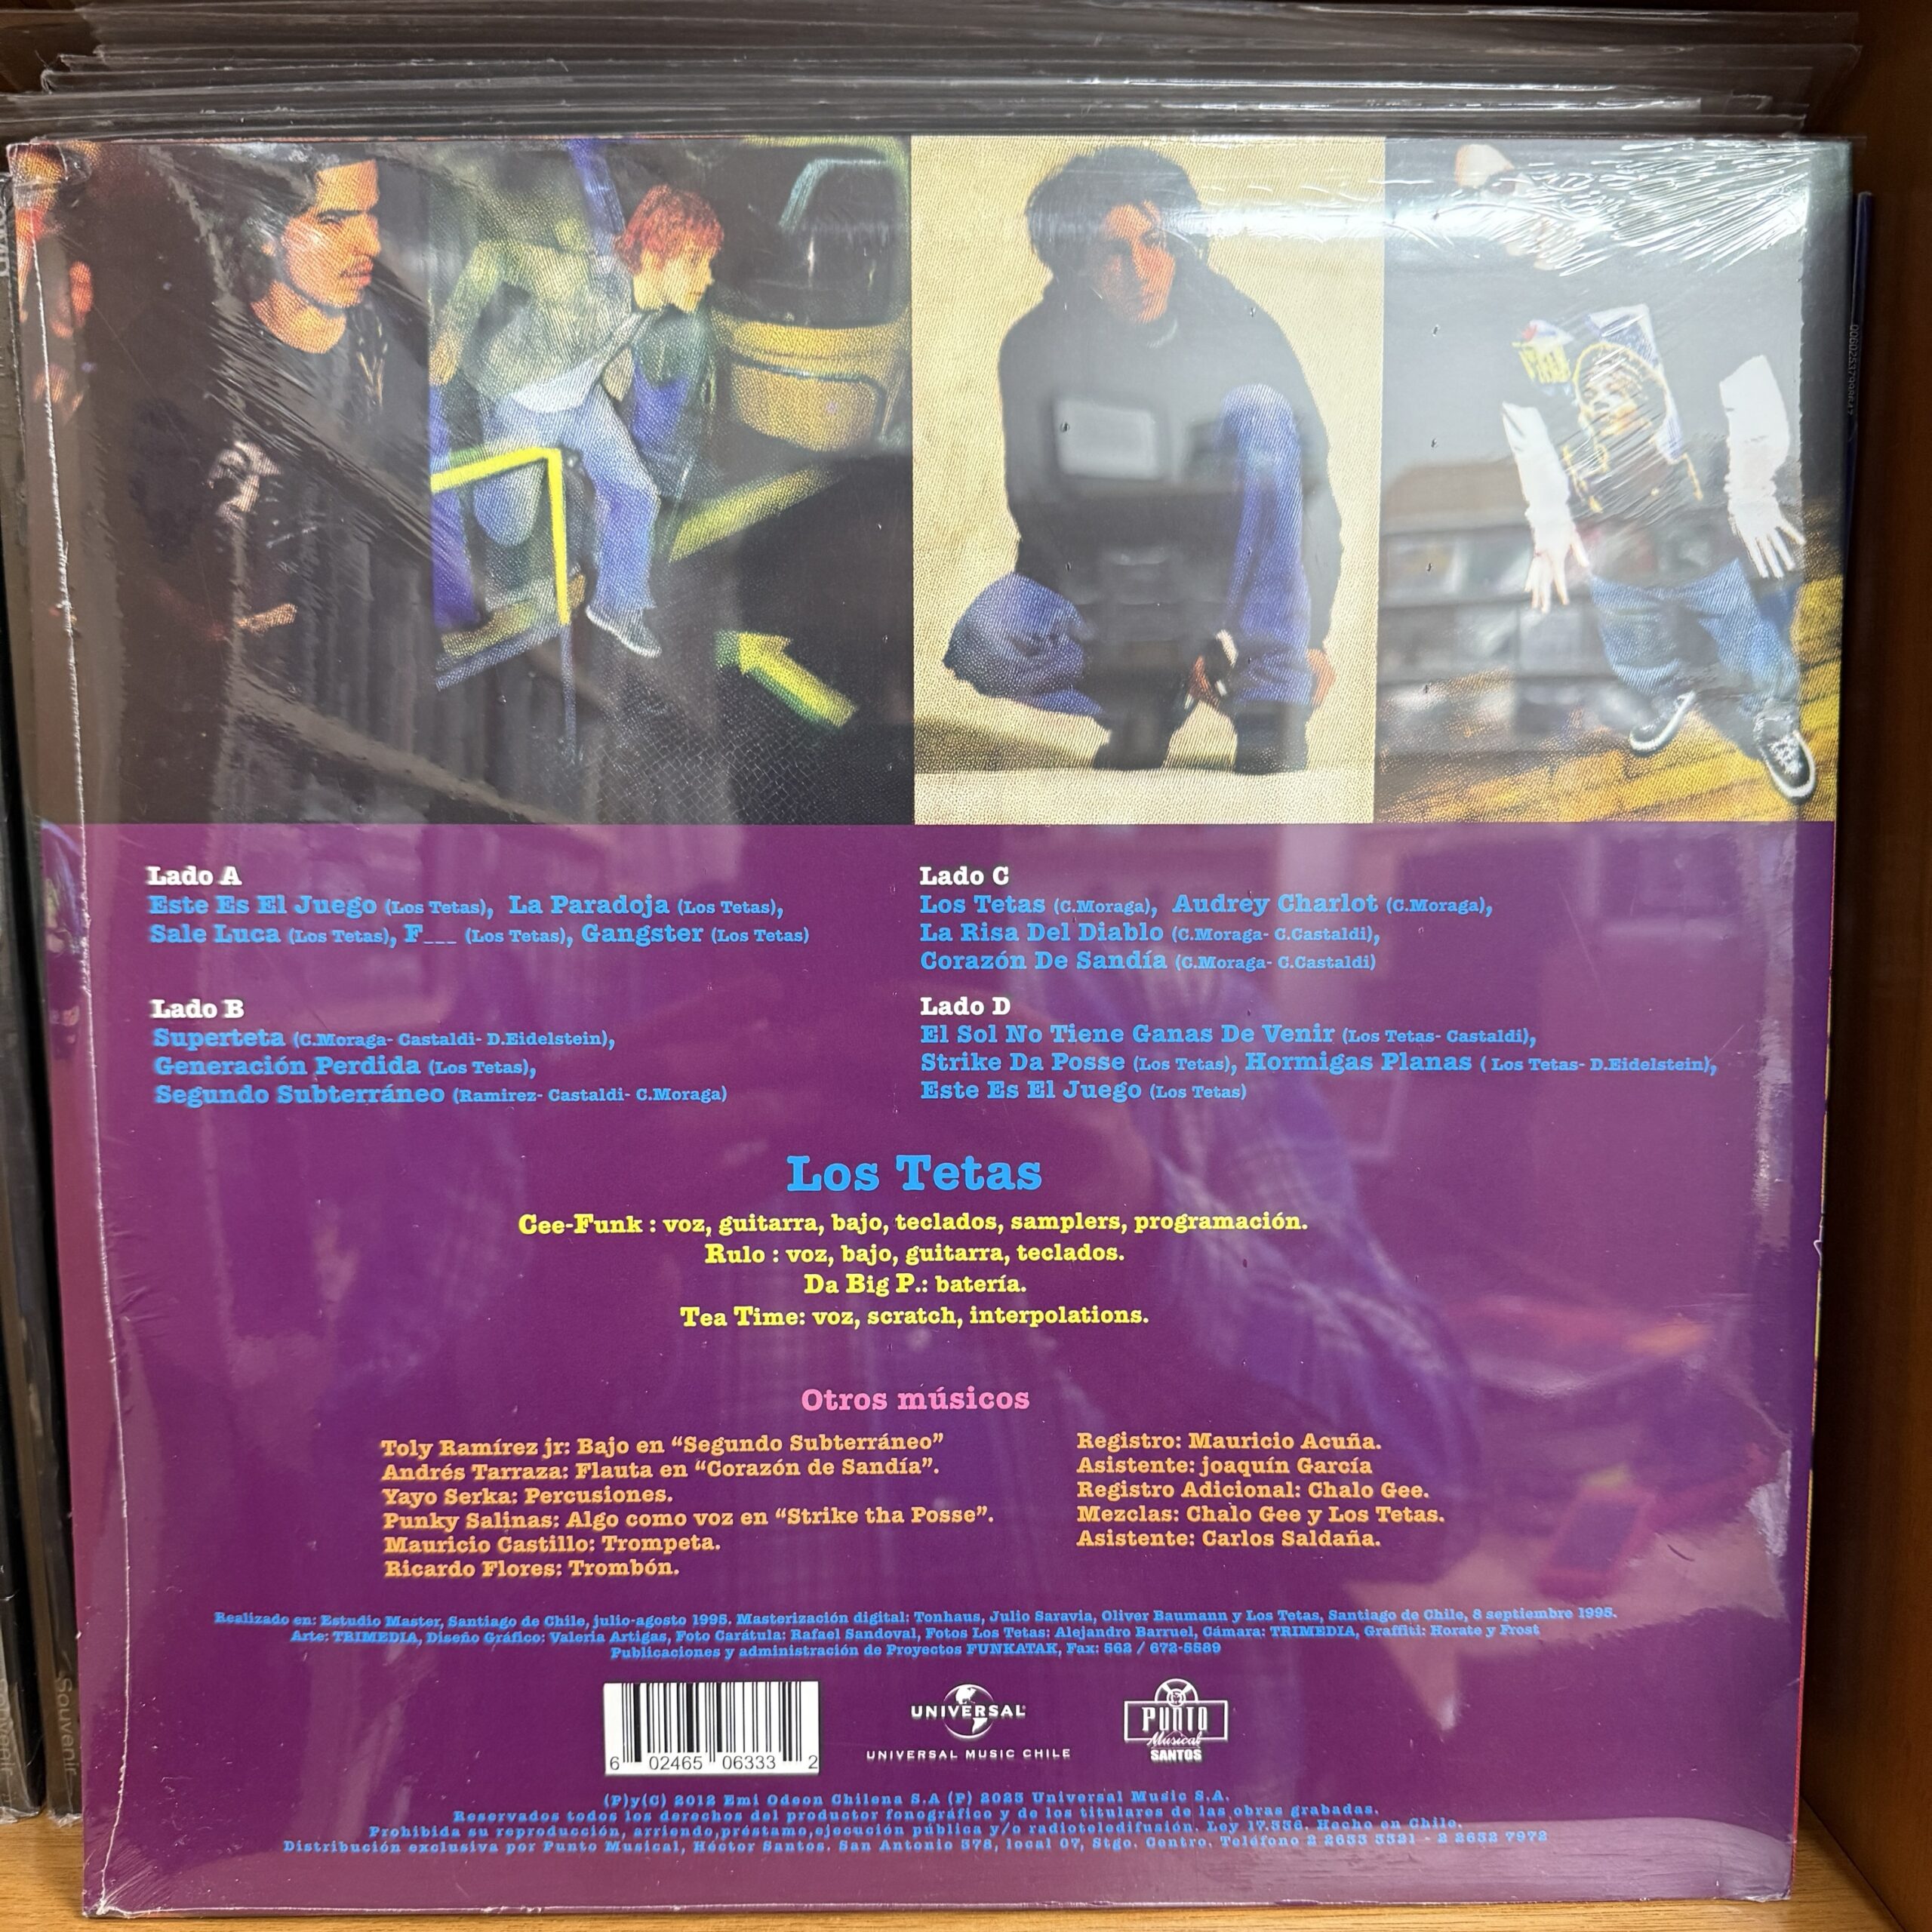 Lado A
Este Es El Juego (Los Tetas), La Paradoja (Los Tetas),
Sale Luca (Los Tetas), F___ (Los Tetas), Gangster (Los Tetas)
Lado B
Superteta (C.Moraga- Castaldi- D.Eidelstein),
Generación Perdida (Los Tetas),
Segundo Subterráneo (Ramirez- Castaldi- C.Moraga)
Lado C
Los Tetas (C.Moraga), Audrey Charlot (C.Moraga),
La Risa Del Diablo (C.Moraga- C.Castaldi),
Corazón De Sandía (C.Moraga- C.Castaldi)
Lado D
El Sol No Tiene Ganas De Venir (Los Tetas- Castaldi),
Strike Da Posse (Los Tetas), Hormigas Planas ( Los Tetas- D.Eidelstein),
Este Es El Juego (Los Tetas)
Los Tetas
Cee-Funk : voz, guitarra, bajo, teclados, samplers, programación.
Rulo : voz, bajo, guitarra, teclados.
Da Big P.: batería.
Tea Time: voz, scratch, interpolations.
Otros músicos
Toly Ramírez jr: Bajo en “Segundo Subterráneo”
Andrés Tarraza: Flauta en “Corazón de Sandía”.
Yayo Serka: Percusiones.
Punky Salinas: Algo como voz en “Strike tha Posse”.
Mauricio Castillo: Trompeta.
Ricardo Flores: Trombón.
Registro: Mauricio Acuña.
Asistente: joaquín García
Registro Adicional: Chalo Gee.
Mezclas: Chalo Gee y Los Tetas.
Asistente: Carlos Saldaña.
Realizado en: Estudio Master, Santiago de Chile, julio-agosto 1995. Masterización digital: Tonhaus, Julio Saravia, Oliver Baumann y Los Tetas, Santiago de Chile, 8 septiembre 1995.
Arte: TRIMEDIA, Diseño Gráfico: Valeria Artigas, Foto Carátula: Rafael Sandoval, Fotos Los Tetas: Alejandro Barruel, Cámara: TRIMEDIA, Graffiti: Horate y Frost
Publicaciones y administración de Proyectos FUNKATAK, Fax: 562 / 672-5589
6 02465 06333 2
UNIVERSAL
UNIVERSAL MUSIC CHILE
PUNTO
Musical
SANTOS
(P)y(C) 2012 Emi Odeon Chilena S.A (P) 2023 Universal Music S.A.
Reservados todos los derechos del productor fonográfico y de los titulares de las obras grabadas.
Prohibida su reproducción, arriendo,préstamo,ejecución pública y/o radioteledifusión. Ley 17.336. Hecho en Chile.
Distribución exclusiva por Punto Musical, Héctor Santos. San Antonio 378, local 07, Stgo. Centro. Teléfono 2 2633 3321 - 2 2632 7972
Souvenir